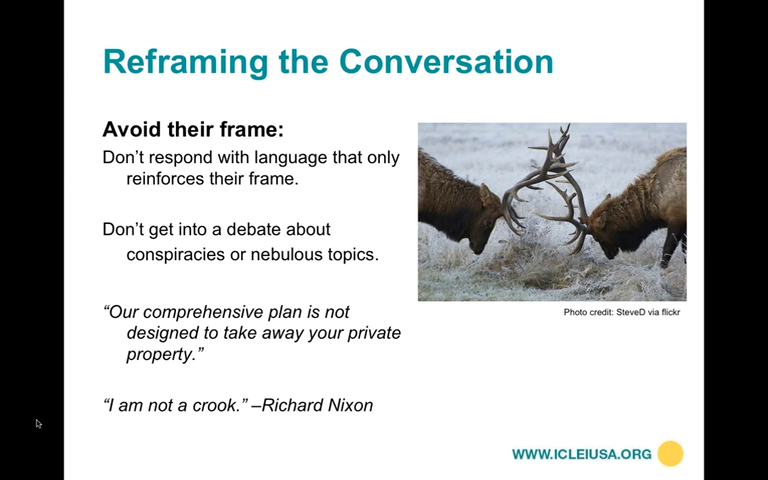 Reframing the Conversation
Avoid their frame:
Don’t respond with language that only
reinforces their frame.
Don’t get into a debate about
conspiracies or nebulous topics.
“Our comprehensive plan is not
designed to take away your private
property.”
“I am not a crook.” –Richard Nixon
Photo credit: SteveD via flickr
WWW.ICLEIUSA.ORG